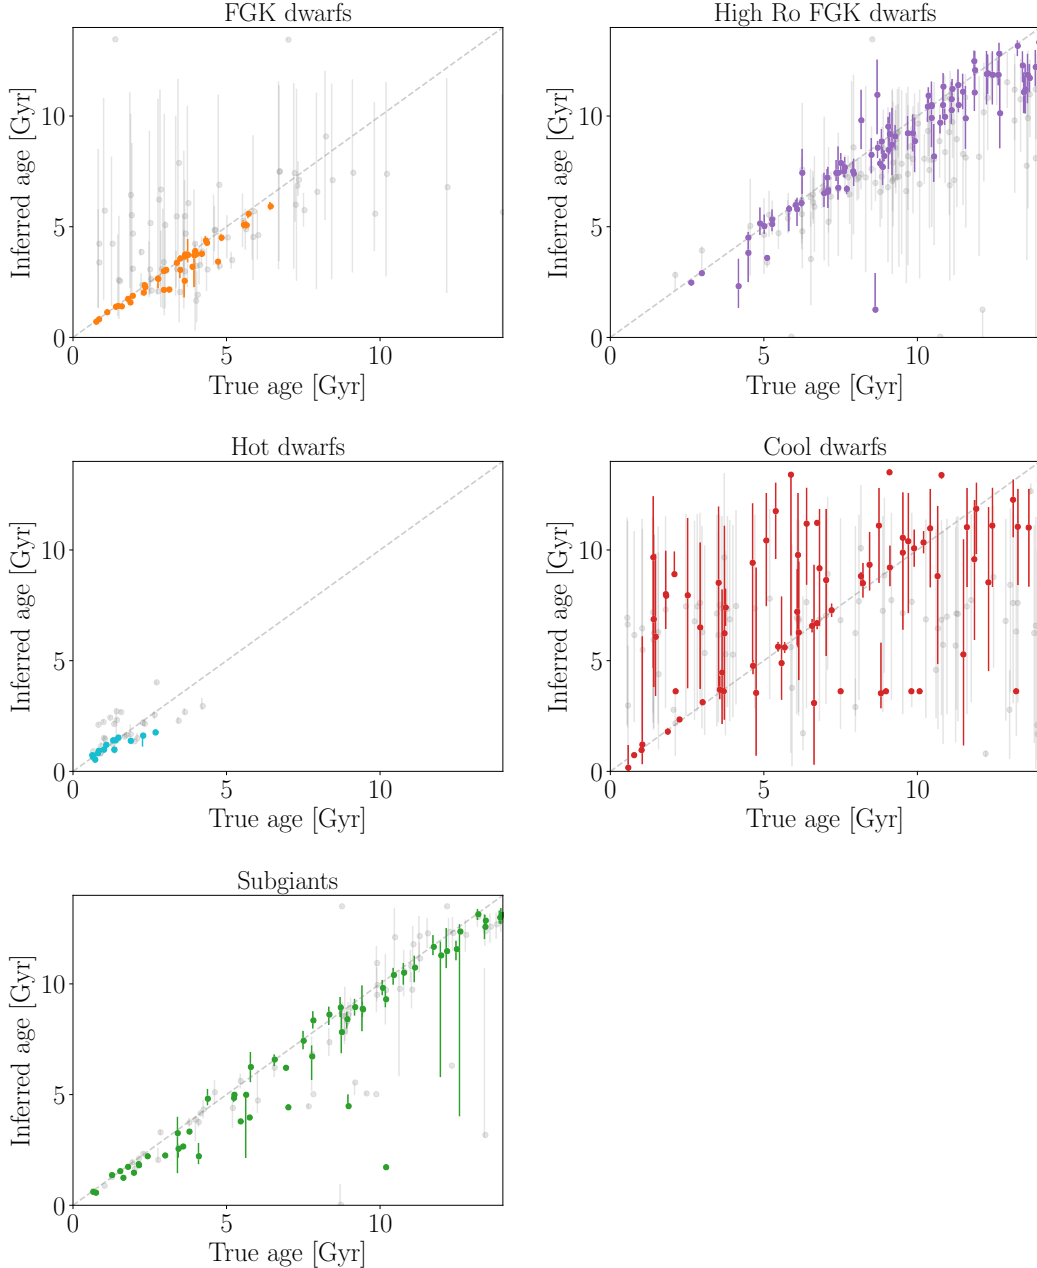 FGK dwarfs
Inferred age [Gyr]
10
5
0
0 5 10
True age [Gyr]
High Ro FGK dwarfs
Inferred age [Gyr]
10
5
0
0 5 10
True age [Gyr]
Hot dwarfs
Inferred age [Gyr]
10
5
0
0 5 10
True age [Gyr]
Cool dwarfs
Inferred age [Gyr]
10
5
0
0 5 10
True age [Gyr]
Subgiants
Inferred age [Gyr]
10
5
0
0 5 10
True age [Gyr]